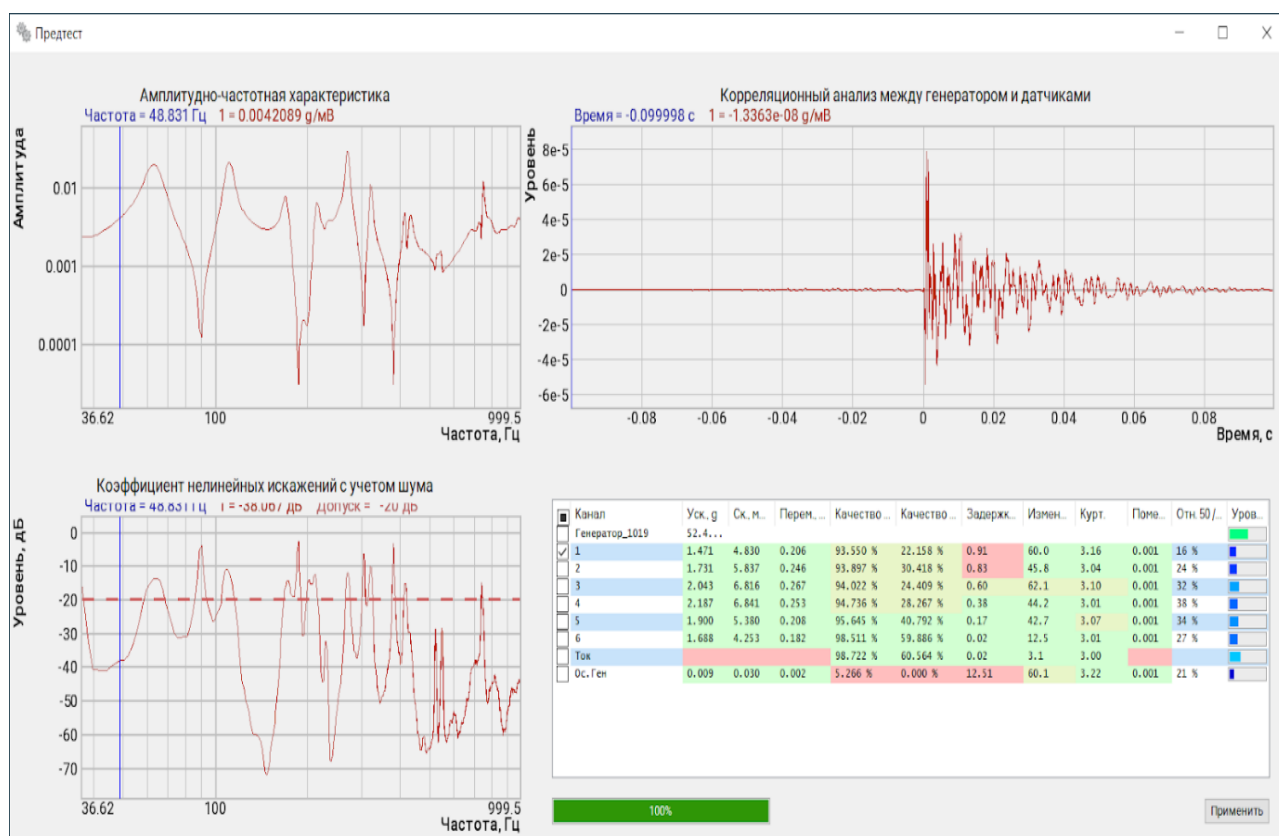 Предтест
Амплитудно-частотная характеристика
Частота = 48.831 Гц 1 = 0.0042089 g/мВ
Амплитуда
0.01
0.001
0.0001
36.62 100 999.5
Частота, Гц
Корреляционный анализ между генератором и датчиками
Время = -0.099998 с 1 = -1.3363e-08 g/мВ
Уровень
8e-5
6e-5
4e-5
2e-5
0
-2e-5
-4e-5
-6e-5
-0.08 -0.06 -0.04 -0.02 0 0.02 0.04 0.06 0.08
Время, с
Коэффициент нелинейных искажений с учетом шума
Частота = 48.831 Гц 1 = -38.067 дБ Допуск = -20 дБ
Уровень, дБ
0
-10
-20
-30
-40
-50
-60
-70
36.62 100 999.5
Частота, Гц
Канал Уск., g Ск., м... Перем., ... Качество ... Качество ... Задержк... Измен... Курт. Поме... Отн. 50 /... Уров...
Генератор_1019 52.4...
1 1.471 4.830 0.206 93.550 % 22.158 % 0.91 60.0 3.16 0.001 16 %
2 1.731 5.837 0.246 93.897 % 30.418 % 0.83 45.8 3.04 0.001 24 %
3 2.043 6.816 0.267 94.022 % 24.409 % 0.60 62.1 3.10 0.001 32 %
4 2.187 6.841 0.253 94.736 % 28.267 % 0.38 44.2 3.01 0.001 38 %
5 1.900 5.380 0.208 95.645 % 40.792 % 0.17 42.7 3.07 0.001 34 %
6 1.688 4.253 0.182 98.511 % 59.886 % 0.02 12.5 3.01 0.001 27 %
Ток 98.722 % 60.564 % 0.02 3.1 3.00
Ос.Ген 0.009 0.030 0.002 5.266 % 0.000 % 12.51 60.1 3.22 0.001 21 %
100%
Применить